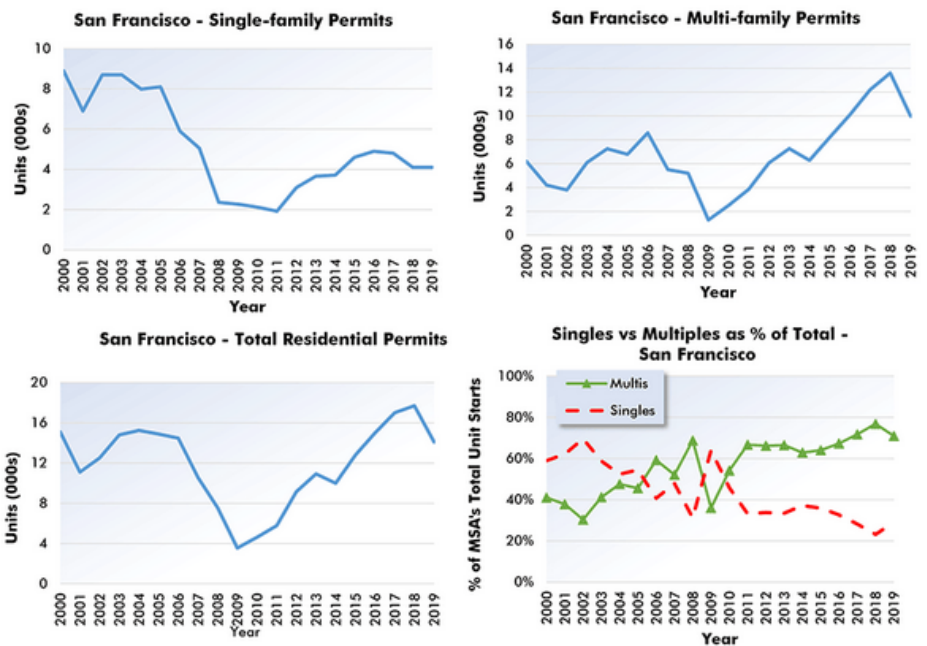 San Francisco - Single-family Permits
10
8
6
4
2
0
Units (000s)
2000 2001 2002 2003 2004 2005 2006 2007 2008 2009 2010 2011 2012 2013 2014 2015 2016 2017 2018 2019
Year
San Francisco - Multi-family Permits
16
14
12
10
8
6
4
2
0
Units (000s)
2000 2001 2002 2003 2004 2005 2006 2007 2008 2009 2010 2011 2012 2013 2014 2015 2016 2017 2018 2019
Year
San Francisco - Total Residential Permits
20
16
12
8
4
0
Units (000s)
2000 2001 2002 2003 2004 2005 2006 2007 2008 2009 2010 2011 2012 2013 2014 2015 2016 2017 2018 2019
Year
Singles vs Multiples as % of Total -
San Francisco
100%
80%
60%
40%
20%
0%
% of MSA's Total Unit Starts
Multis
Singles
2000 2001 2002 2003 2004 2005 2006 2007 2008 2009 2010 2011 2012 2013 2014 2015 2016 2017 2018 2019
Year